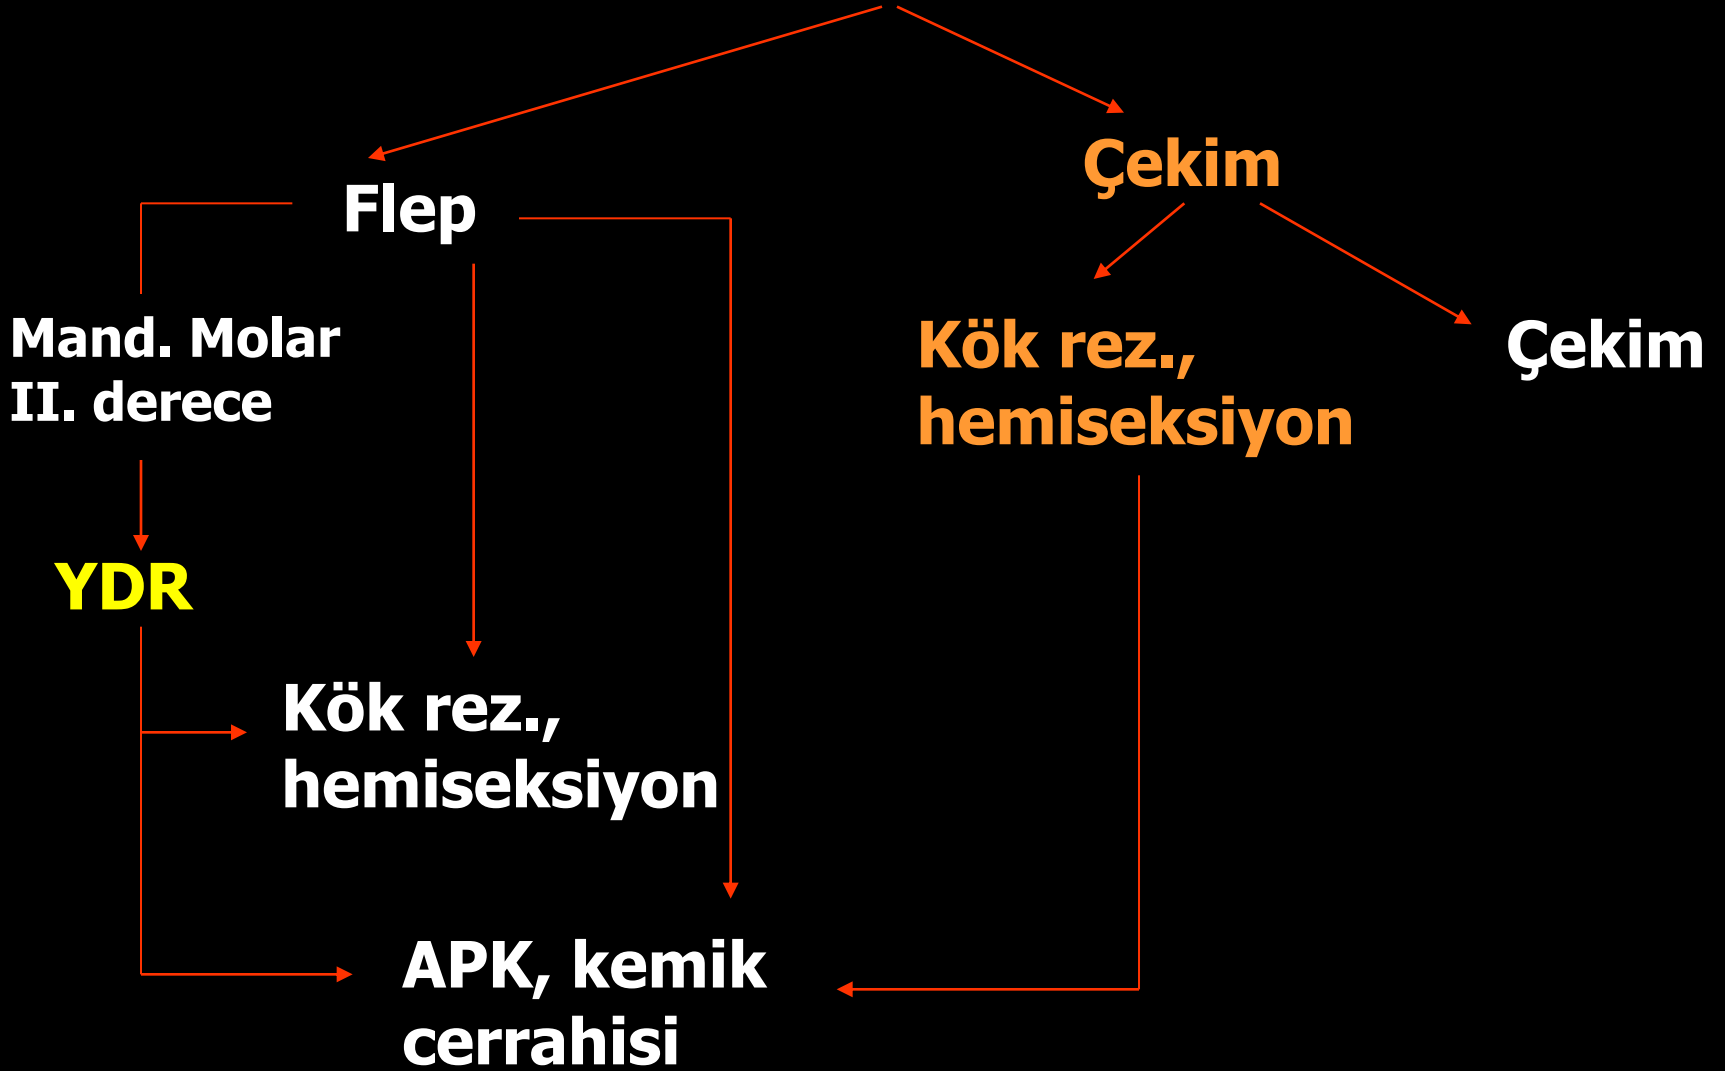 Çekim
Flep
Mand. Molar
II. derece
Kök rez.,
hemiseksiyon
Çekim
YDR
Kök rez.,
hemiseksiyon
APK, kemik
cerrahisi